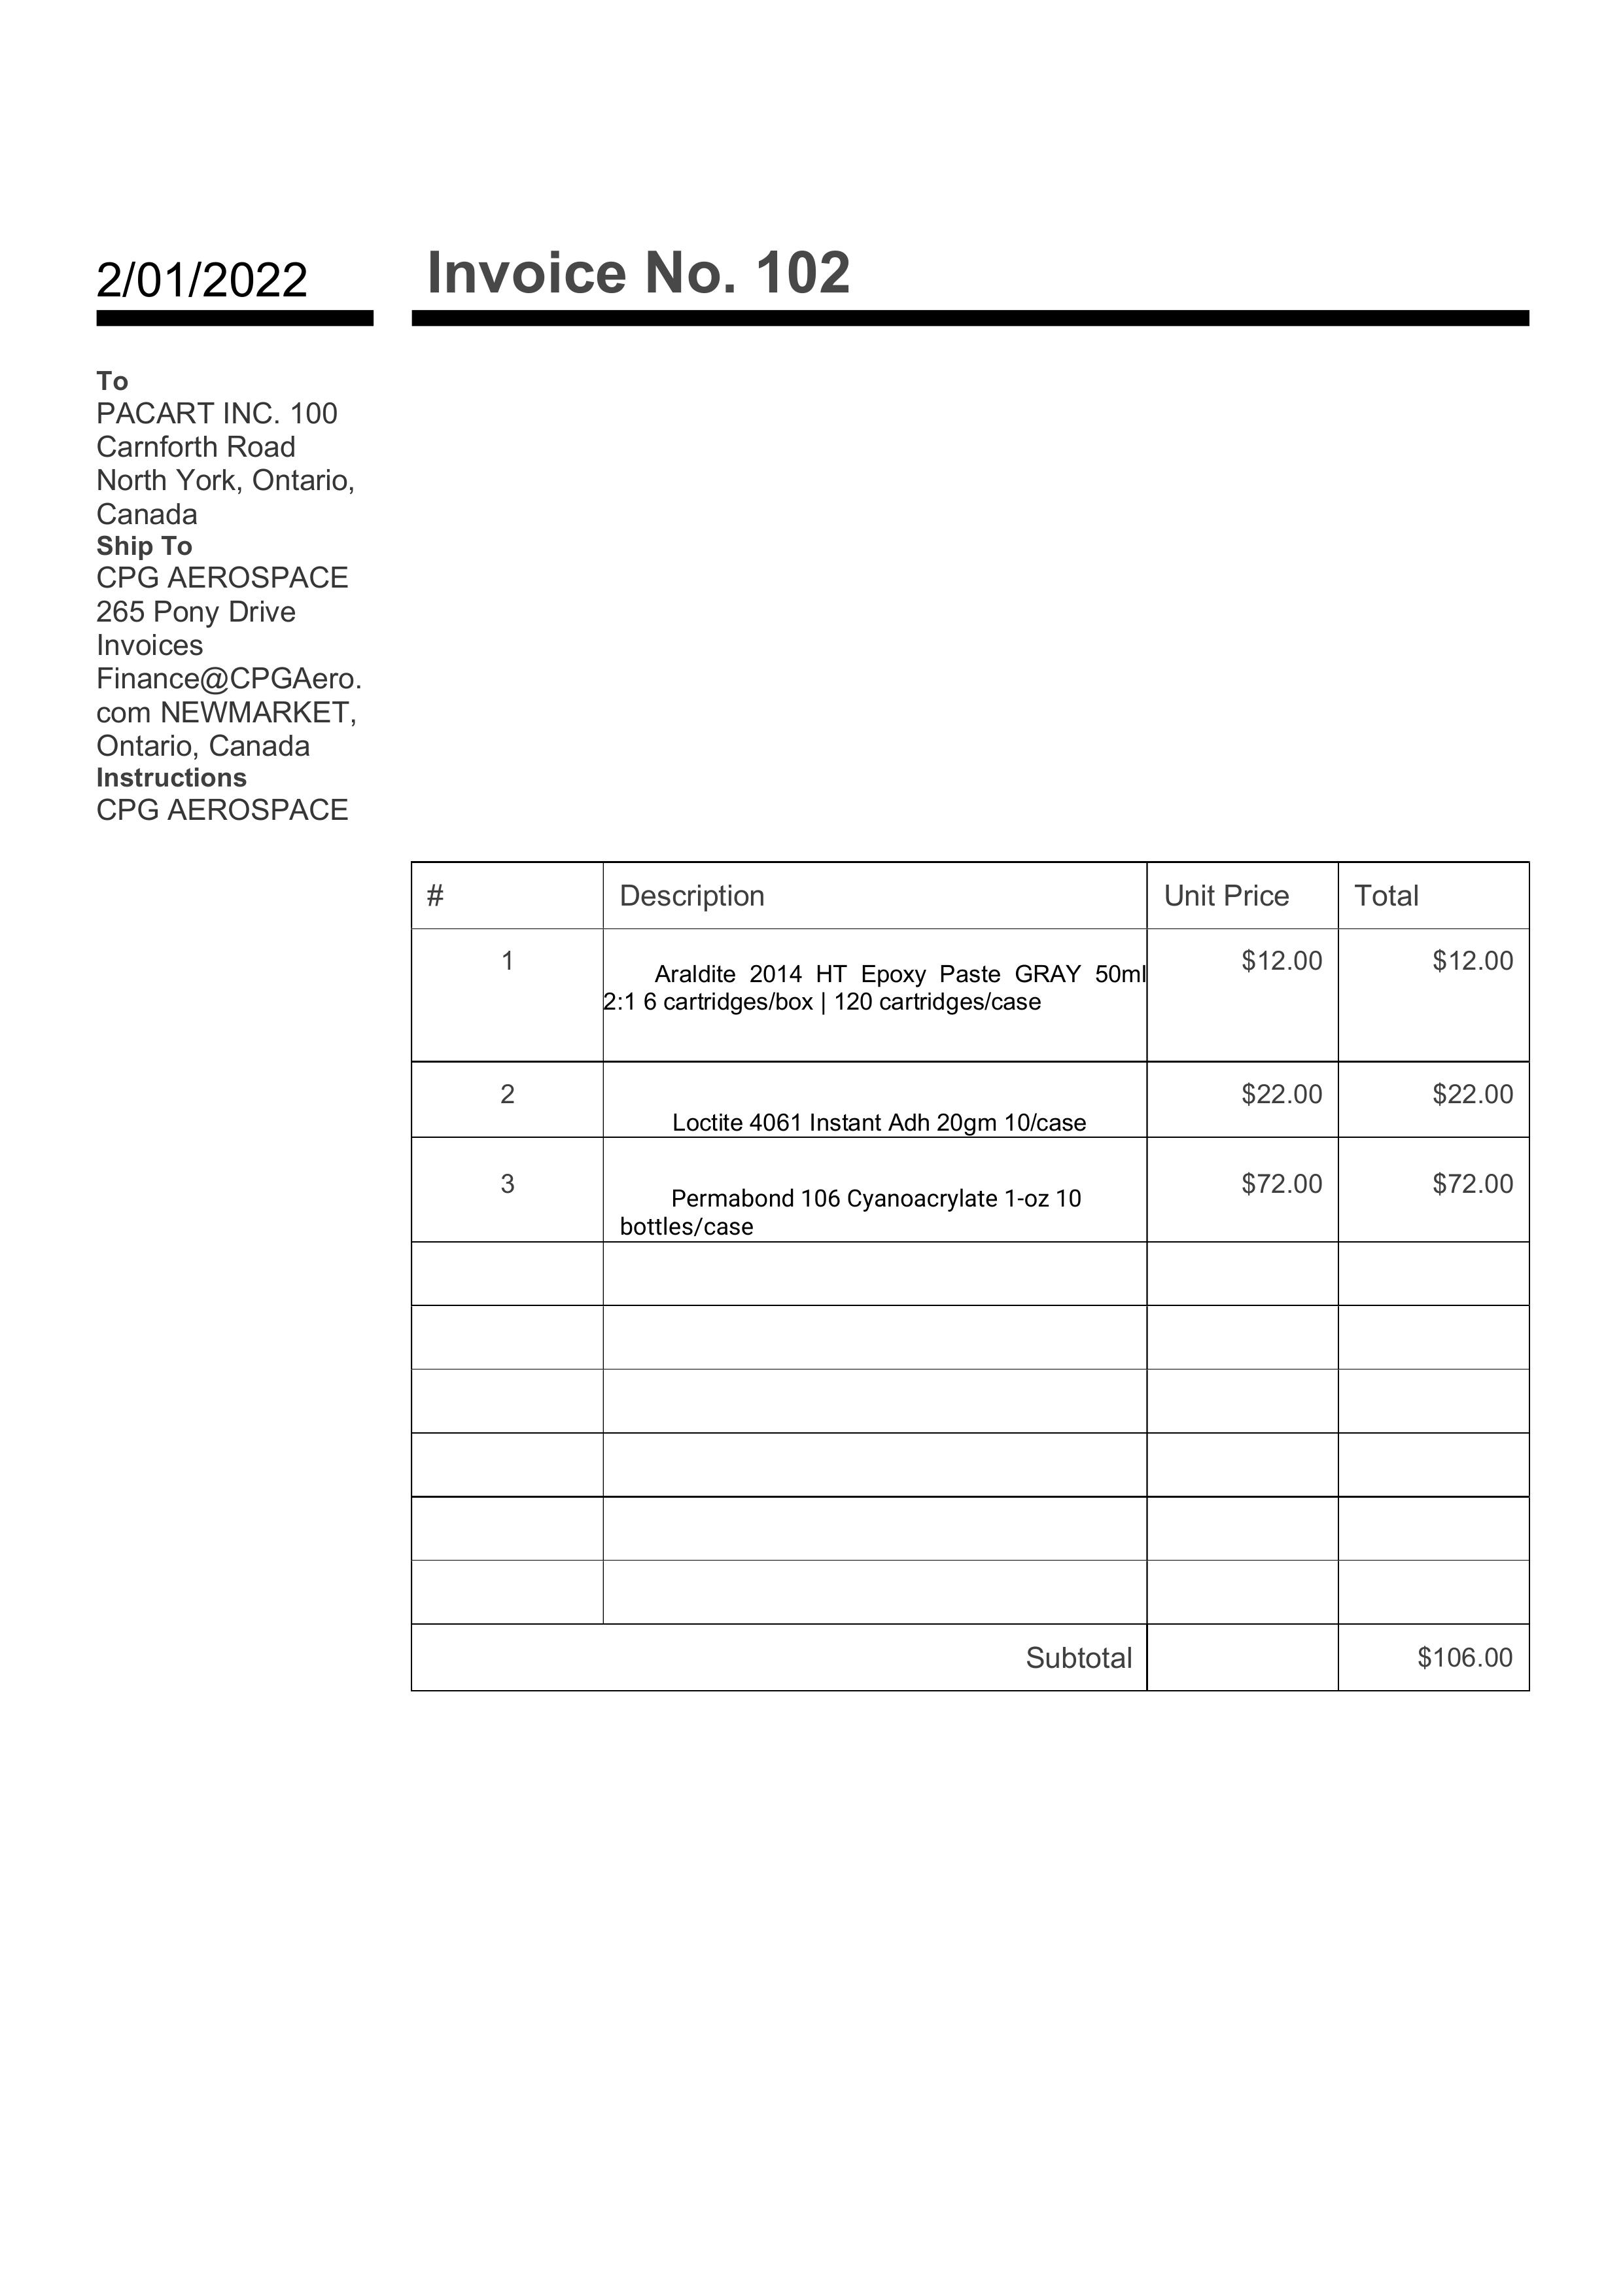 2/01/2022
Invoice No. 102
To
PACART INC. 100
Carnforth Road
North York, Ontario,
Canada
Ship To
CPG AEROSPACE
265 Pony Drive
Invoices
Finance@CPGAero.
com NEWMARKET,
Ontario, Canada
Instructions
CPG AEROSPACE
# Description Unit Price Total
1 Araldite 2014 HT Epoxy Paste GRAY 50ml $12.00 $12.00
2:1 6 cartridges/box | 120 cartridges/case
2 Loctite 4061 Instant Adh 20gm 10/case $22.00 $22.00
3 Permabond 106 Cyanoacrylate 1-oz 10 $72.00 $72.00
bottles/case
Subtotal $106.00